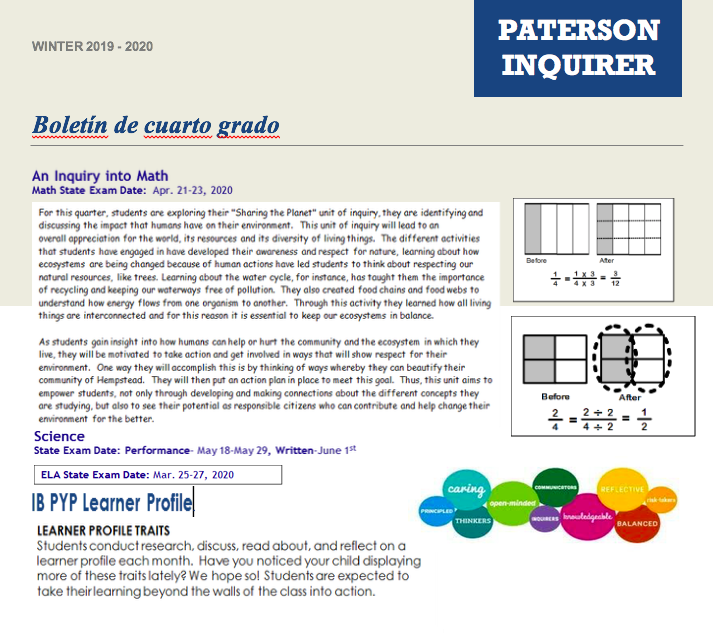 WINTER 2019 - 2020
PATERSON
INQUIRER
Boletín de cuarto grado
An Inquiry into Math
Math State Exam Date: Apr. 21-23, 2020
For this quarter, students are exploring their "Sharing the Planet" unit of inquiry, they are identifying and
discussing the impact that humans have on their environment. This unit of inquiry will lead to an
overall appreciation for the world, its resources and its diversity of living things. The different activities
that students have engaged in have developed their awareness and respect for nature, learning about how
ecosystems are being changed because of human actions have led students to think about respecting our
natural resources, like trees. Learning about the water cycle, for instance, has taught them the importance
of recycling and keeping our waterways free of pollution. They also created food chains and food webs to
understand how energy flows from one organism to another. Through this activity they learned how all living
things are interconnected and for this reason it is essential to keep our ecosystems in balance.
As students gain insight into how humans can help or hurt the community and the ecosystem in which they
live, they will be motivated to take action and get involved in ways that will show respect for their
environment. One way they will accomplish this is by thinking of ways whereby they can beautify their
community of Hempstead. They will then put an action plan in place to meet this goal. Thus, this unit aims to
empower students, not only through developing and making connections about the different concepts they
are studying, but also to see their potential as responsible citizens who can contribute and help change their
environment for the better.
Before After
1/4 = 1 x 3 / 4 x 3 = 3/12
Before After
2/4 = 2 ÷ 2 / 4 ÷ 2 = 1/2
Science
State Exam Date: Performance- May 18-May 29, Written-June 1st
ELA State Exam Date: Mar. 25-27, 2020
IB PYP Learner Profile
LEARNER PROFILE TRAITS
Students conduct research, discuss, read about, and reflect on a
learner profile each month. Have you noticed your child displaying
more of these traits lately? We hope so! Students are expected to
take their learning beyond the walls of the class into action.
PRINCIPLED
caring
THINKERS
open-minded
COMMUNICATORS
INQUIRERS
knowledgeable
REFLECTIVE
BALANCED
risk-takers